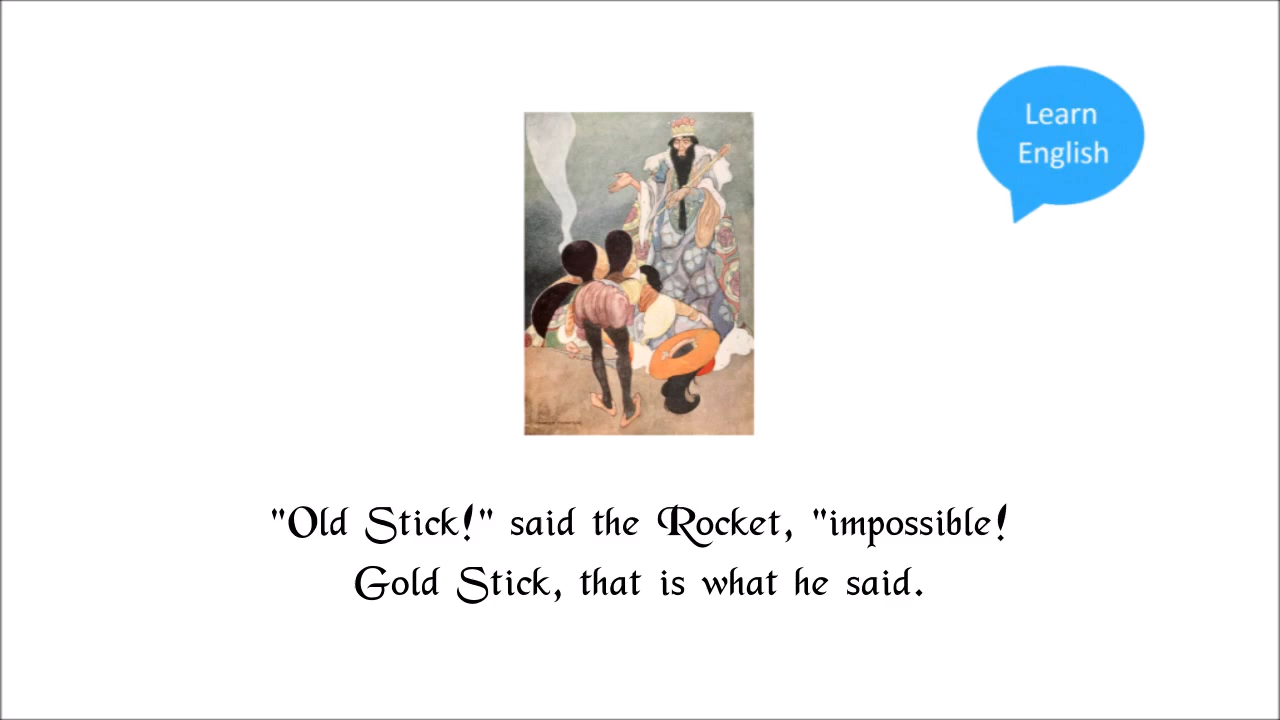 Learn
English
"Old Stick!" said the Rocket, "impossible!
Gold Stick, that is what he said.